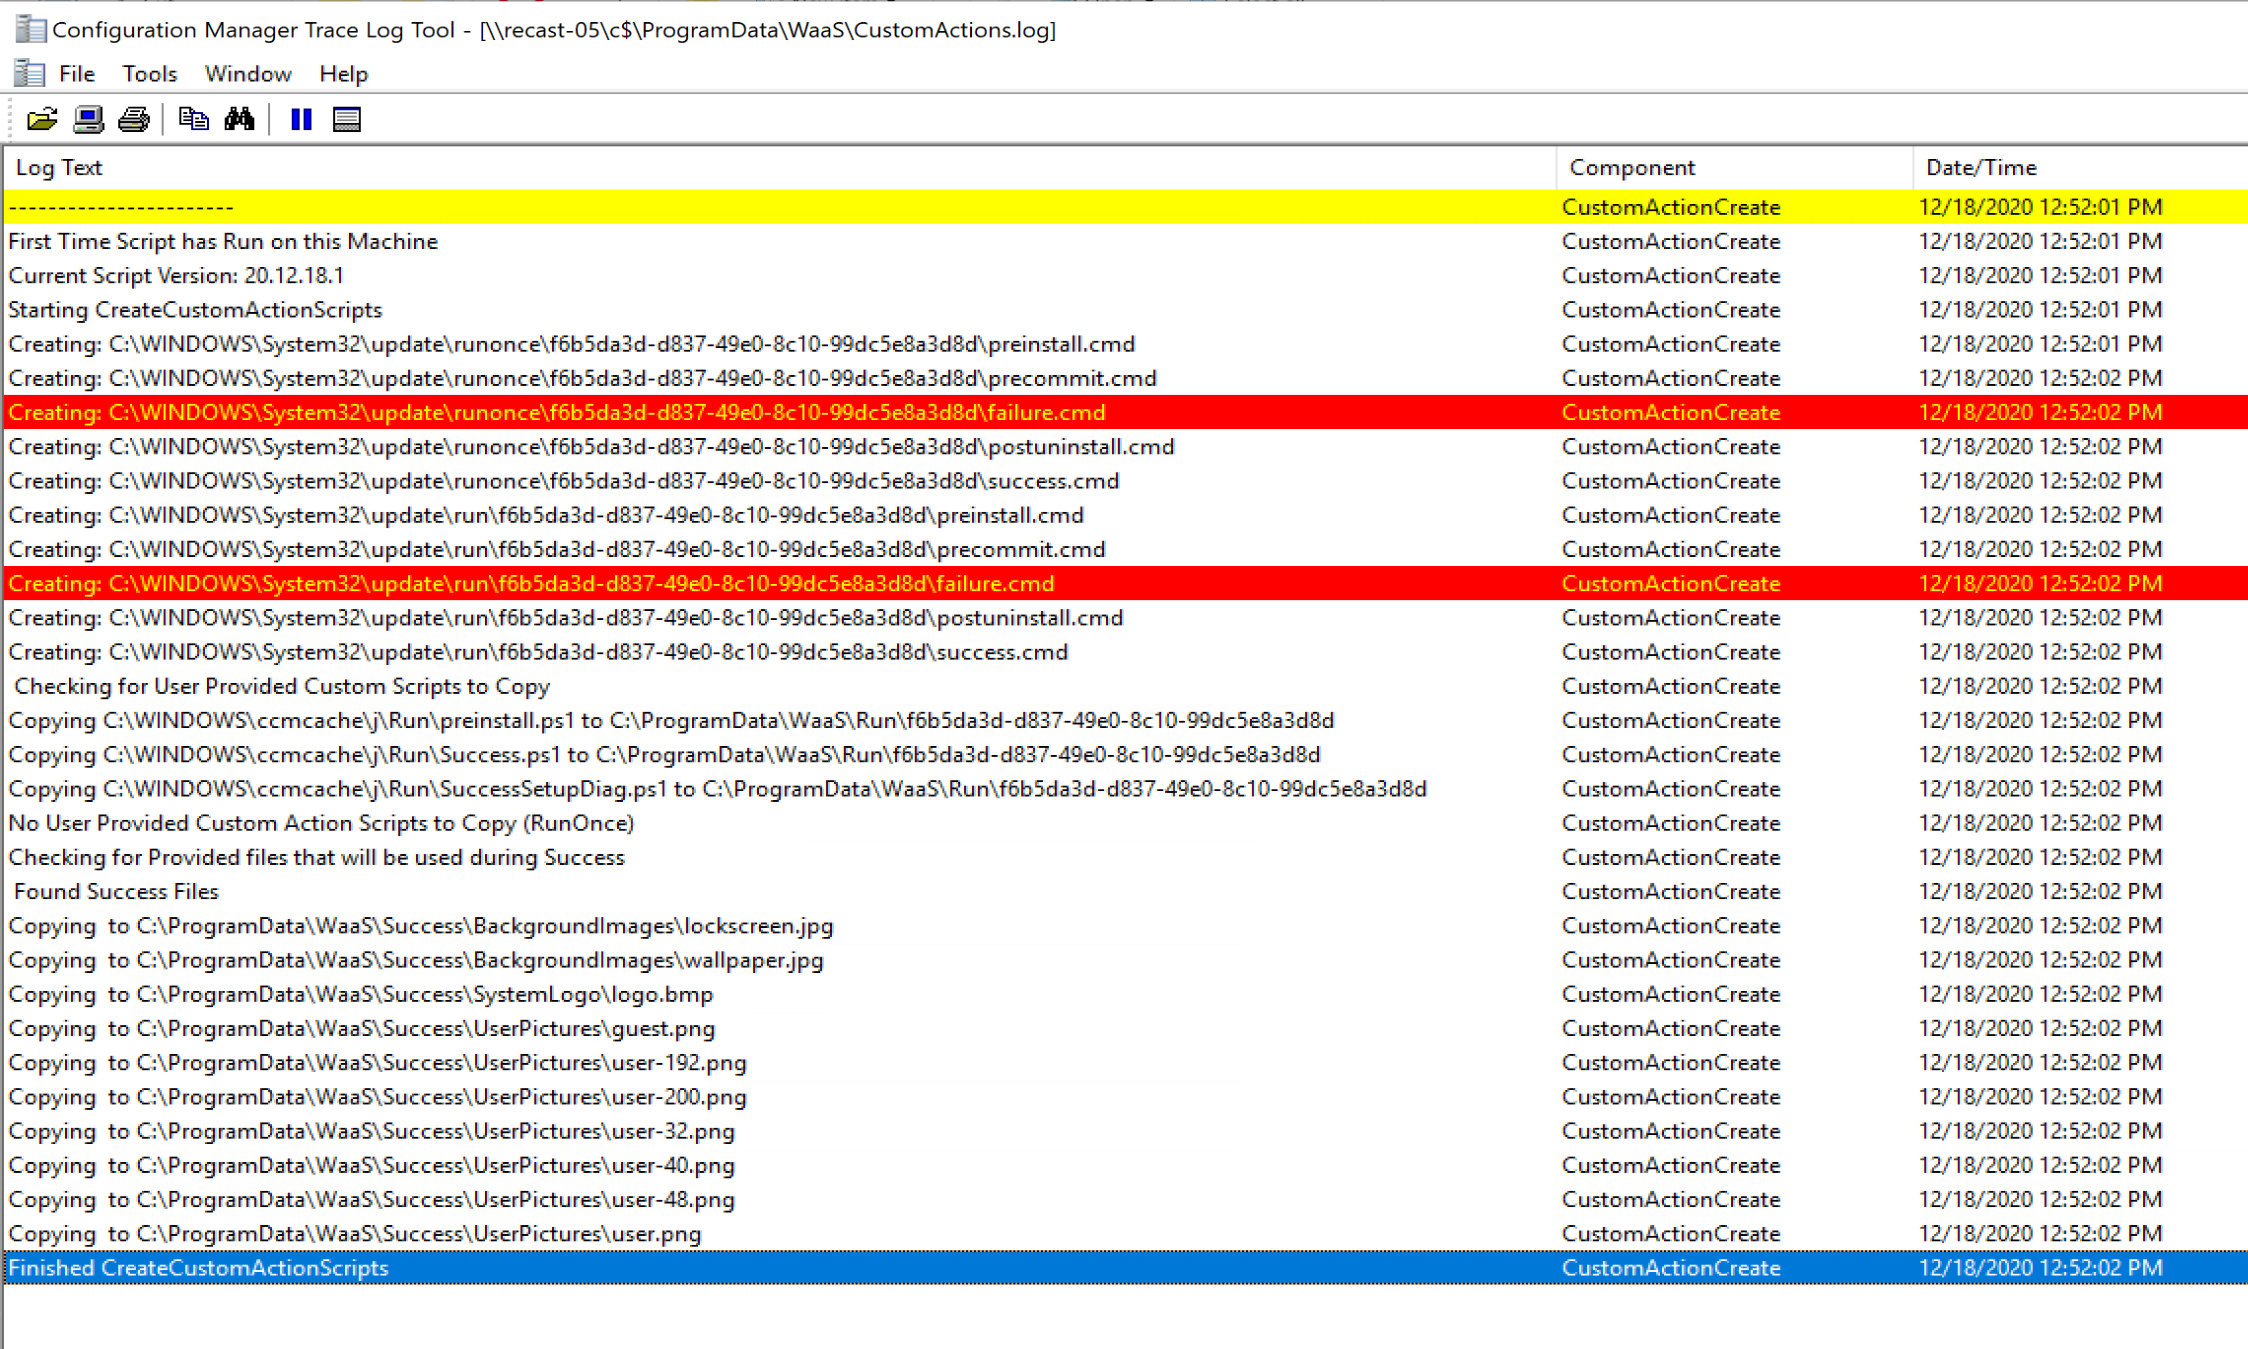 Configuration Manager Trace Log Tool - [\\recast-05\c$\ProgramData\WaaS\CustomActions.log]
File Tools Window Help
Log Text Component Date/Time
----------------------- CustomActionCreate 12/18/2020 12:52:01 PM
First Time Script has Run on this Machine CustomActionCreate 12/18/2020 12:52:01 PM
Current Script Version: 20.12.18.1 CustomActionCreate 12/18/2020 12:52:01 PM
Starting CreateCustomActionScripts CustomActionCreate 12/18/2020 12:52:01 PM
Creating: C:\WINDOWS\System32\update\runonce\f6b5da3d-d837-49e0-8c10-99dc5e8a3d8d\preinstall.cmd CustomActionCreate 12/18/2020 12:52:01 PM
Creating: C:\WINDOWS\System32\update\runonce\f6b5da3d-d837-49e0-8c10-99dc5e8a3d8d\precommit.cmd CustomActionCreate 12/18/2020 12:52:02 PM
Creating: C:\WINDOWS\System32\update\runonce\f6b5da3d-d837-49e0-8c10-99dc5e8a3d8d\failure.cmd CustomActionCreate 12/18/2020 12:52:02 PM
Creating: C:\WINDOWS\System32\update\runonce\f6b5da3d-d837-49e0-8c10-99dc5e8a3d8d\postuninstall.cmd CustomActionCreate 12/18/2020 12:52:02 PM
Creating: C:\WINDOWS\System32\update\runonce\f6b5da3d-d837-49e0-8c10-99dc5e8a3d8d\success.cmd CustomActionCreate 12/18/2020 12:52:02 PM
Creating: C:\WINDOWS\System32\update\run\f6b5da3d-d837-49e0-8c10-99dc5e8a3d8d\preinstall.cmd CustomActionCreate 12/18/2020 12:52:02 PM
Creating: C:\WINDOWS\System32\update\run\f6b5da3d-d837-49e0-8c10-99dc5e8a3d8d\precommit.cmd CustomActionCreate 12/18/2020 12:52:02 PM
Creating: C:\WINDOWS\System32\update\run\f6b5da3d-d837-49e0-8c10-99dc5e8a3d8d\failure.cmd CustomActionCreate 12/18/2020 12:52:02 PM
Creating: C:\WINDOWS\System32\update\run\f6b5da3d-d837-49e0-8c10-99dc5e8a3d8d\postuninstall.cmd CustomActionCreate 12/18/2020 12:52:02 PM
Creating: C:\WINDOWS\System32\update\run\f6b5da3d-d837-49e0-8c10-99dc5e8a3d8d\success.cmd CustomActionCreate 12/18/2020 12:52:02 PM
Checking for User Provided Custom Scripts to Copy CustomActionCreate 12/18/2020 12:52:02 PM
Copying C:\WINDOWS\ccmcache\j\Run\preinstall.ps1 to C:\ProgramData\WaaS\Run\f6b5da3d-d837-49e0-8c10-99dc5e8a3d8d CustomActionCreate 12/18/2020 12:52:02 PM
Copying C:\WINDOWS\ccmcache\j\Run\Success.ps1 to C:\ProgramData\WaaS\Run\f6b5da3d-d837-49e0-8c10-99dc5e8a3d8d CustomActionCreate 12/18/2020 12:52:02 PM
Copying C:\WINDOWS\ccmcache\j\Run\SuccessSetupDiag.ps1 to C:\ProgramData\WaaS\Run\f6b5da3d-d837-49e0-8c10-99dc5e8a3d8d CustomActionCreate 12/18/2020 12:52:02 PM
No User Provided Custom Action Scripts to Copy (RunOnce) CustomActionCreate 12/18/2020 12:52:02 PM
Checking for Provided files that will be used during Success CustomActionCreate 12/18/2020 12:52:02 PM
Found Success Files CustomActionCreate 12/18/2020 12:52:02 PM
Copying  to C:\ProgramData\WaaS\Success\BackgroundImages\lockscreen.jpg CustomActionCreate 12/18/2020 12:52:02 PM
Copying  to C:\ProgramData\WaaS\Success\BackgroundImages\wallpaper.jpg CustomActionCreate 12/18/2020 12:52:02 PM
Copying  to C:\ProgramData\WaaS\Success\SystemLogo\logo.bmp CustomActionCreate 12/18/2020 12:52:02 PM
Copying  to C:\ProgramData\WaaS\Success\UserPictures\guest.png CustomActionCreate 12/18/2020 12:52:02 PM
Copying  to C:\ProgramData\WaaS\Success\UserPictures\user-192.png CustomActionCreate 12/18/2020 12:52:02 PM
Copying  to C:\ProgramData\WaaS\Success\UserPictures\user-200.png CustomActionCreate 12/18/2020 12:52:02 PM
Copying  to C:\ProgramData\WaaS\Success\UserPictures\user-32.png CustomActionCreate 12/18/2020 12:52:02 PM
Copying  to C:\ProgramData\WaaS\Success\UserPictures\user-40.png CustomActionCreate 12/18/2020 12:52:02 PM
Copying  to C:\ProgramData\WaaS\Success\UserPictures\user-48.png CustomActionCreate 12/18/2020 12:52:02 PM
Copying  to C:\ProgramData\WaaS\Success\UserPictures\user.png CustomActionCreate 12/18/2020 12:52:02 PM
Finished CreateCustomActionScripts CustomActionCreate 12/18/2020 12:52:02 PM